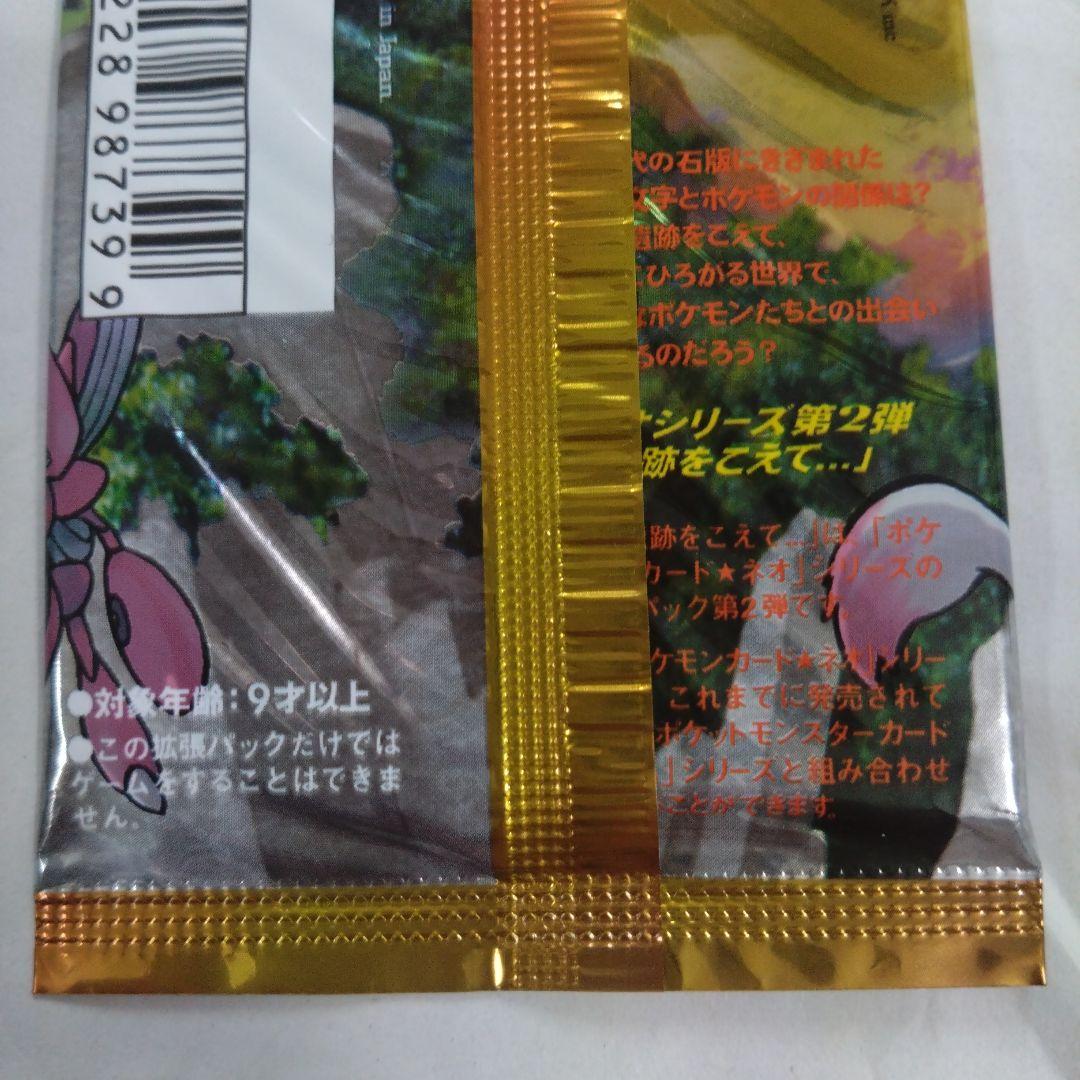 228987399
in Japan
代の石版にきざまれた
文字とポケモンの関係は?
遺跡をこえて、
ひろがる世界で、
なポケモンたちとの出会い
るのだろう?
シリーズ第2弾
跡をこえて...」
跡をこえて...」は、「ポケ
カード★ネオ」シリーズの
パック第2弾です。
ケモンカード★ネオ」シリー
これまでに発売されて
ポケットモンスターカード
」シリーズと組み合わせ
ことができます。
●対象年齢:9才以上
●この拡張パックだけでは
ゲームをすることはできま
せん。